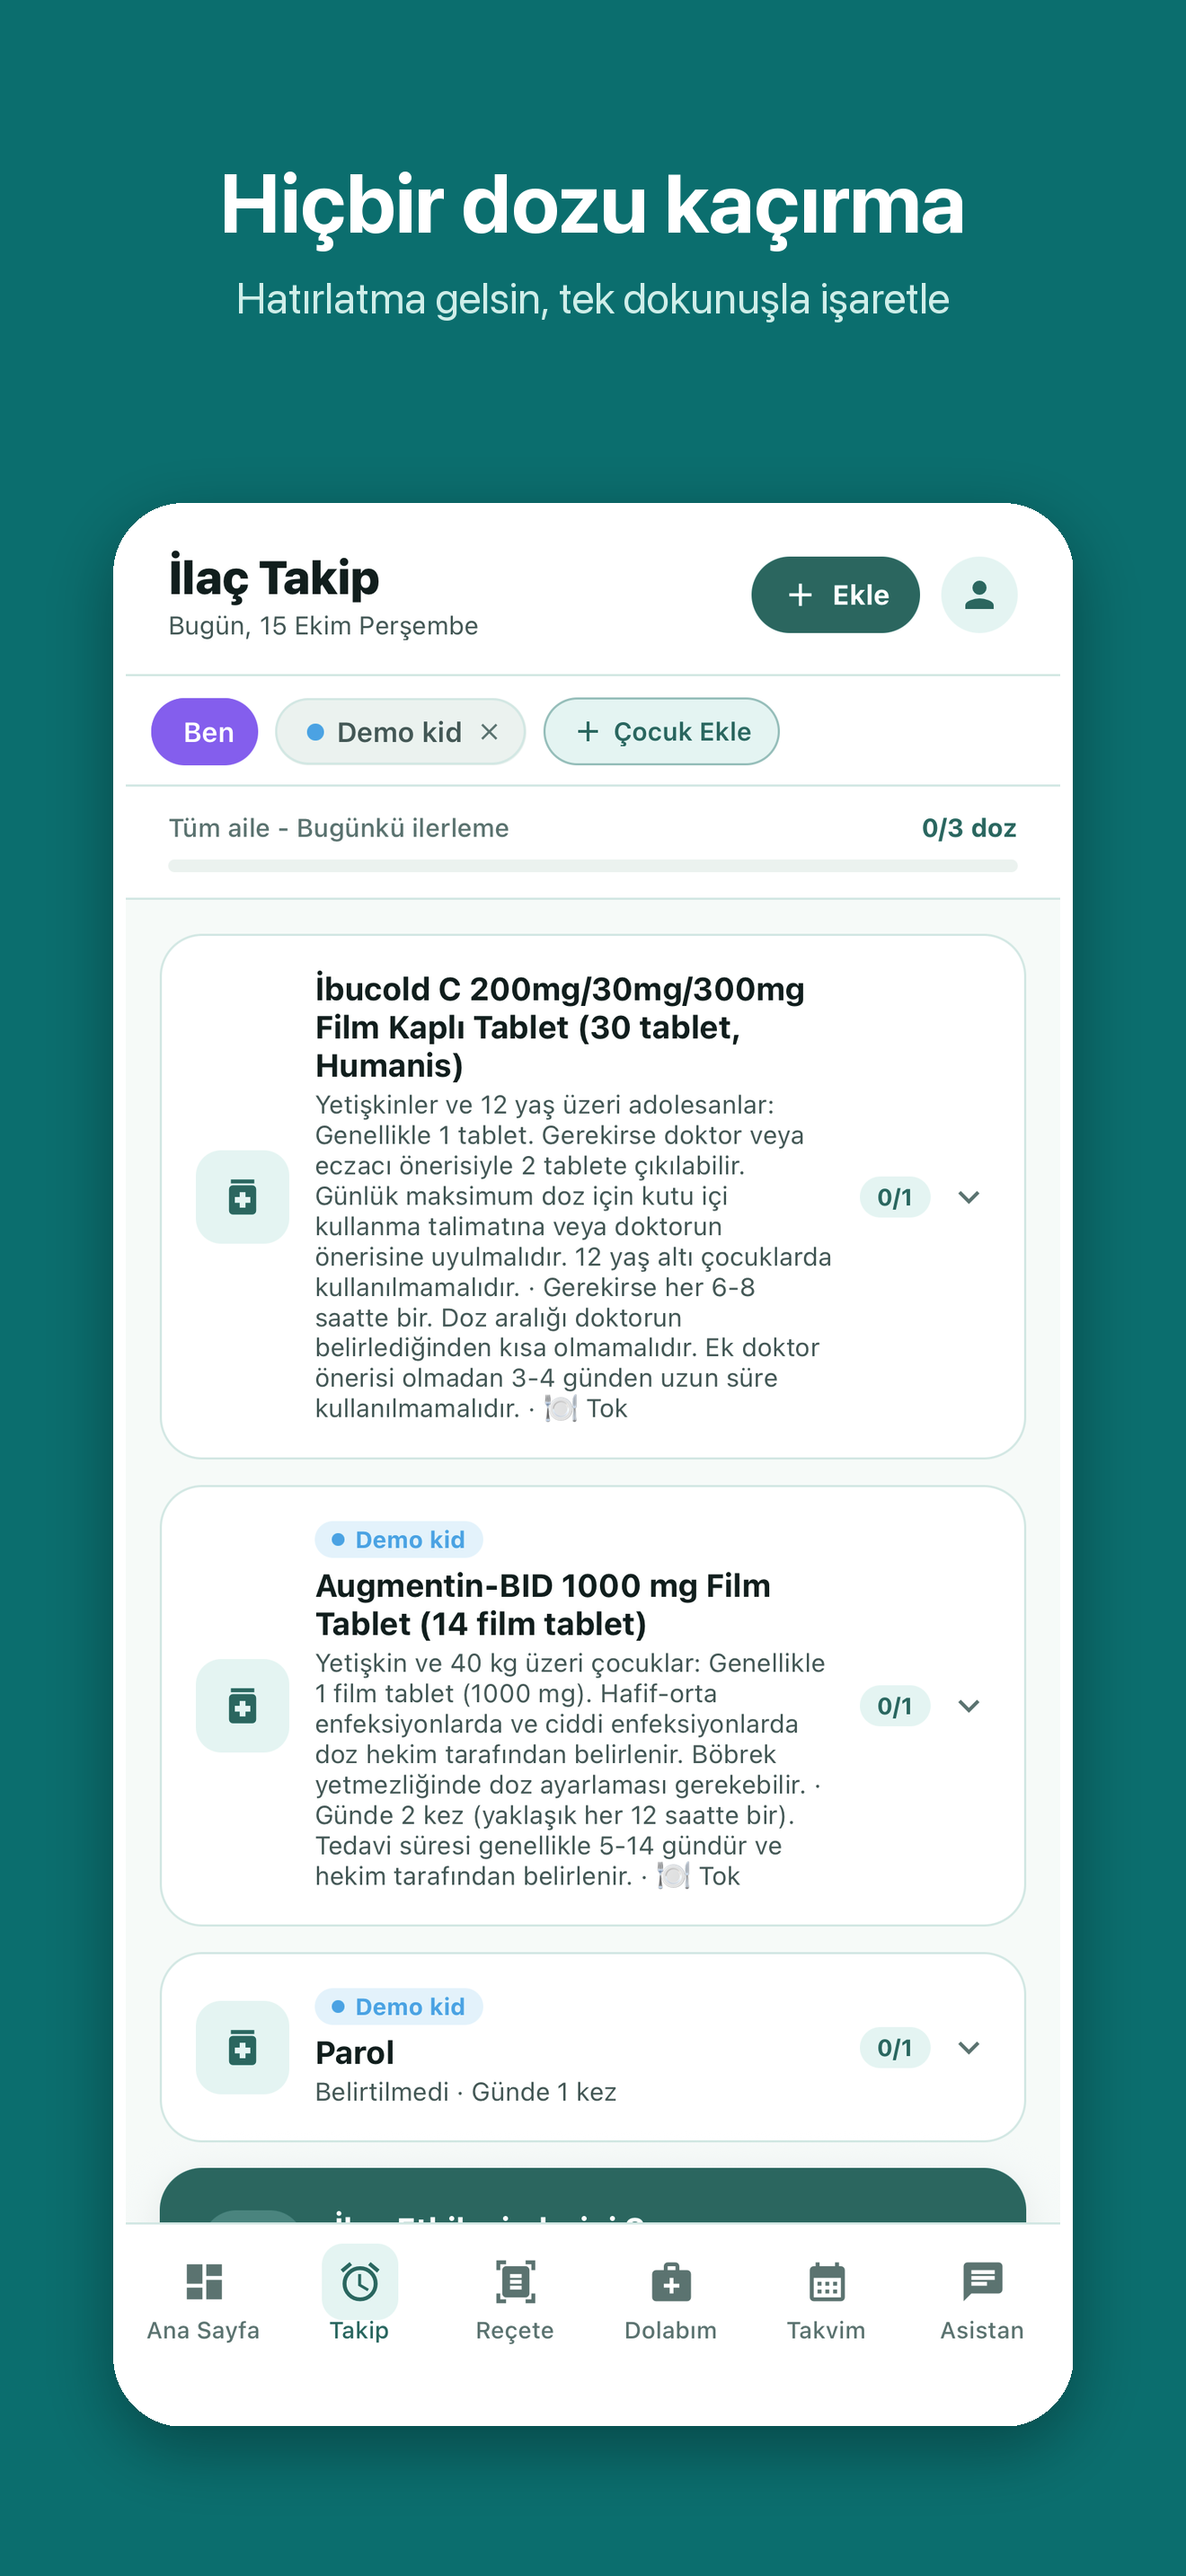 Hiçbir dozu kaçırma
Hatırlatma gelsin, tek dokunuşla işaretle
İlaç Takip
Bugün, 15 Ekim Perşembe
+ Ekle
Ben
Demo kid ×
+ Çocuk Ekle
Tüm aile - Bugünkü ilerleme
0/3 doz
İbucold C 200mg/30mg/300mg
Film Kaplı Tablet (30 tablet,
Humanis)
Yetişkinler ve 12 yaş üzeri adolesanlar:
Genellikle 1 tablet. Gerekirse doktor veya
eczacı önerisiyle 2 tablete çıkılabilir.
Günlük maksimum doz için kutu içi
kullanma talimatına veya doktorun
önerisine uyulmalıdır. 12 yaş altı çocuklarda
kullanılmamalıdır. · Gerekirse her 6-8
saatte bir. Doz aralığı doktorun
belirlediğinden kısa olmamalıdır. Ek doktor
önerisi olmadan 3-4 günden uzun süre
kullanılmamalıdır. · 🍽️ Tok
0/1
Demo kid
Augmentin-BID 1000 mg Film
Tablet (14 film tablet)
Yetişkin ve 40 kg üzeri çocuklar: Genellikle
1 film tablet (1000 mg). Hafif-orta
enfeksiyonlarda ve ciddi enfeksiyonlarda
doz hekim tarafından belirlenir. Böbrek
yetmezliğinde doz ayarlaması gerekebilir. ·
Günde 2 kez (yaklaşık her 12 saatte bir).
Tedavi süresi genellikle 5-14 gündür ve
hekim tarafından belirlenir. · 🍽️ Tok
0/1
Demo kid
Parol
Belirtilmedi · Günde 1 kez
0/1
Ana Sayfa
Takip
Reçete
Dolabım
Takvim
Asistan